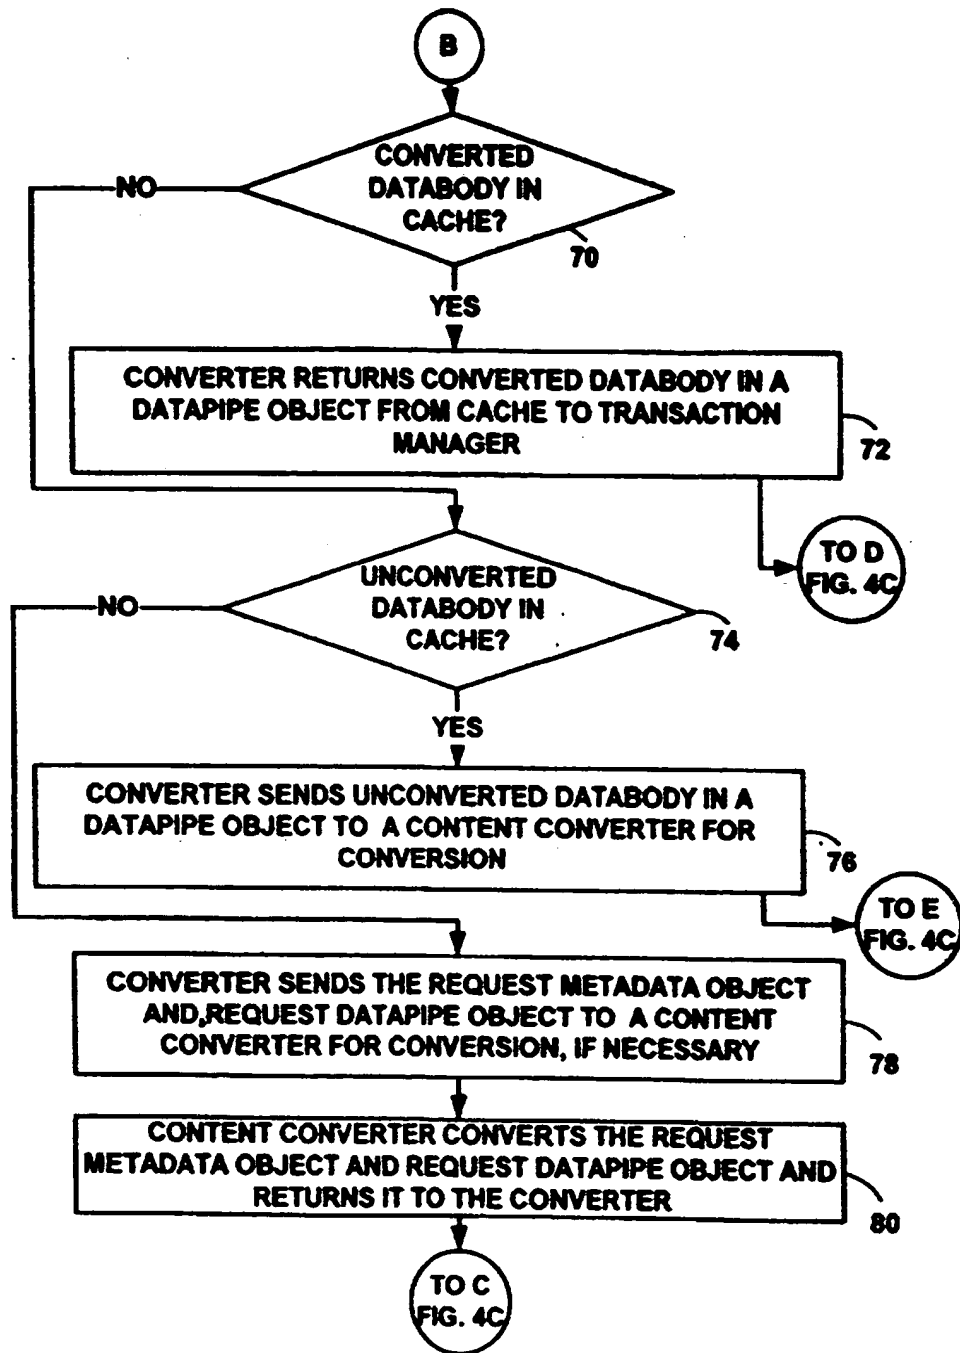 B
CONVERTED
DATABODY IN
CACHE?
NO
70
YES
CONVERTER RETURNS CONVERTED DATABODY IN A
DATAPIPE OBJECT FROM CACHE TO TRANSACTION
MANAGER
72
TO D
FIG. 4C
UNCONVERTED
DATABODY IN
CACHE?
NO
74
YES
CONVERTER SENDS UNCONVERTED DATABODY IN A
DATAPIPE OBJECT TO A CONTENT CONVERTER FOR
CONVERSION
76
TO E
FIG. 4C
CONVERTER SENDS THE REQUEST METADATA OBJECT
AND,REQUEST DATAPIPE OBJECT TO A CONTENT
CONVERTER FOR CONVERSION, IF NECESSARY
78
CONTENT CONVERTER CONVERTS THE REQUEST
METADATA OBJECT AND REQUEST DATAPIPE OBJECT AND
RETURNS IT TO THE CONVERTER
80
TO C
FIG. 4C